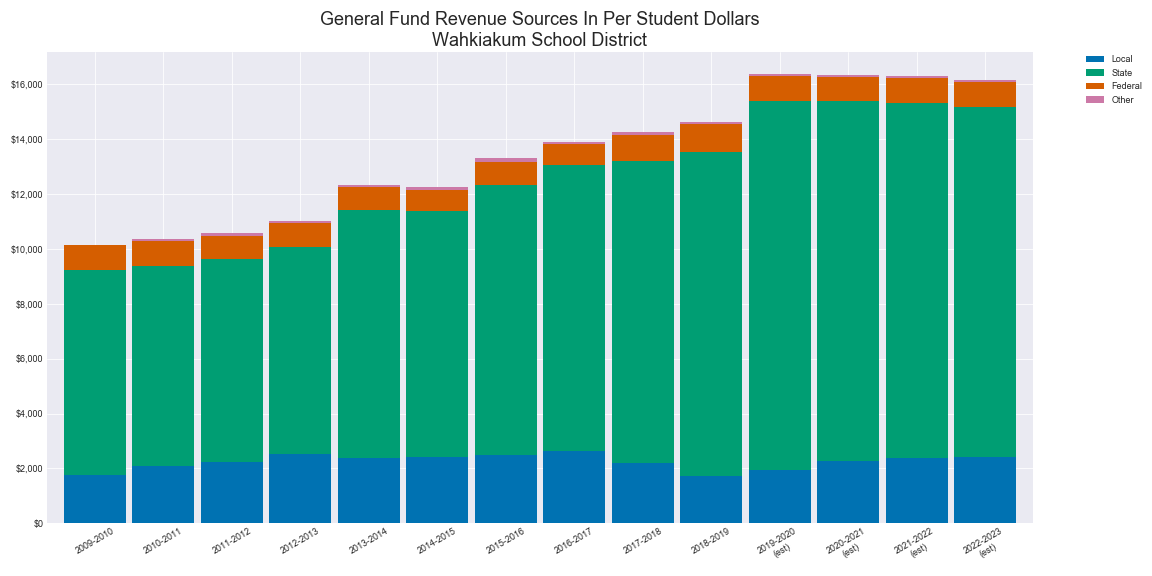 General Fund Revenue Sources In Per Student Dollars
Wahkiakum School District
Local
State
Federal
Other
$16,000
$14,000
$12,000
$10,000
$8,000
$6,000
$4,000
$2,000
$0
2009-2010
2010-2011
2011-2012
2012-2013
2013-2014
2014-2015
2015-2016
2016-2017
2017-2018
2018-2019
2019-2020
(est)
2020-2021
(est)
2021-2022
(est)
2022-2023
(est)